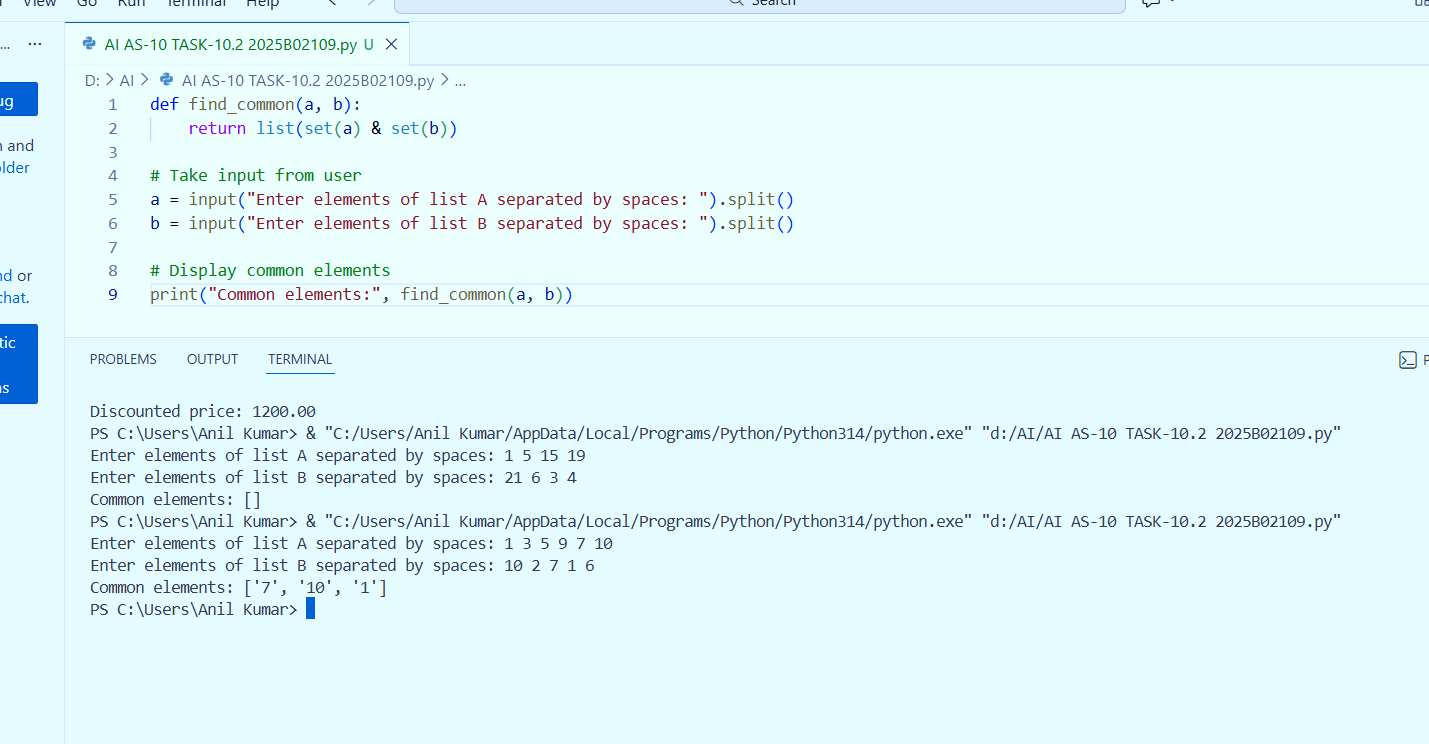 View Go Run Terminal Help
Search
... AI AS-10 TASK-10.2 2025B02109.py U
D: > AI > AI AS-10 TASK-10.2 2025B02109.py > ...
1 def find_common(a, b):
2     return list(set(a) & set(b))
3
4 # Take input from user
5 a = input("Enter elements of list A separated by spaces: ").split()
6 b = input("Enter elements of list B separated by spaces: ").split()
7
8 # Display common elements
9 print("Common elements:", find_common(a, b))
and
or
chat.
PROBLEMS OUTPUT TERMINAL
Discounted price: 1200.00
PS C:\Users\Anil Kumar> & "C:/Users/Anil Kumar/AppData/Local/Programs/Python/Python314/python.exe" "d:/AI/AI AS-10 TASK-10.2 2025B02109.py"
Enter elements of list A separated by spaces: 1 5 15 19
Enter elements of list B separated by spaces: 21 6 3 4
Common elements: []
PS C:\Users\Anil Kumar> & "C:/Users/Anil Kumar/AppData/Local/Programs/Python/Python314/python.exe" "d:/AI/AI AS-10 TASK-10.2 2025B02109.py"
Enter elements of list A separated by spaces: 1 3 5 9 7 10
Enter elements of list B separated by spaces: 10 2 7 1 6
Common elements: ['7', '10', '1']
PS C:\Users\Anil Kumar>